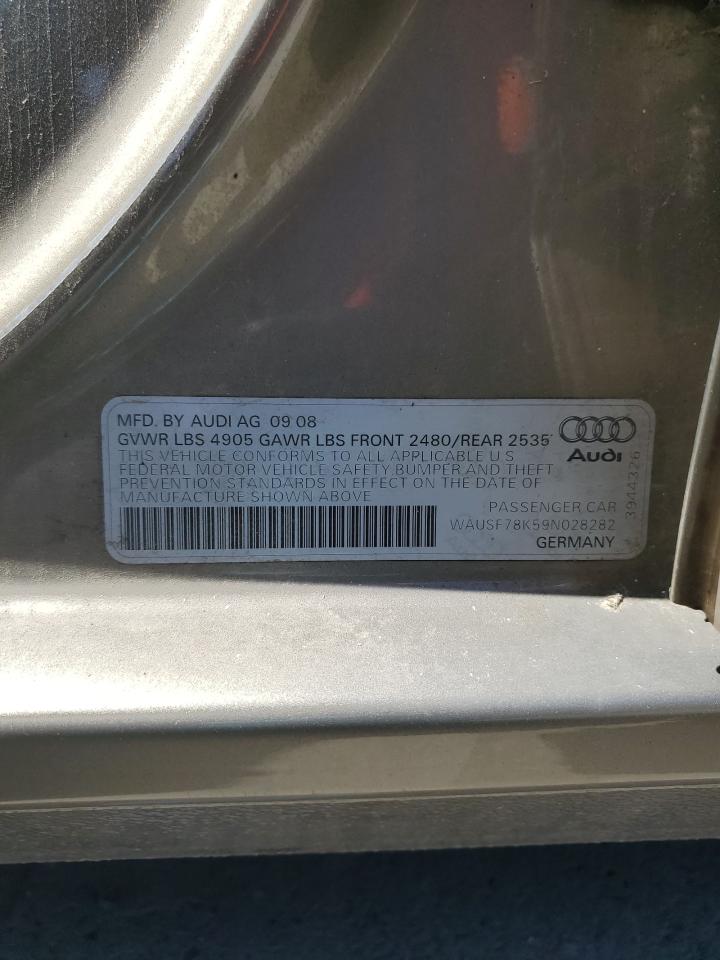 MFD. BY AUDI AG 09 08
GVWR LBS 4905 GAWR LBS FRONT 2480/REAR 2535
THIS VEHICLE CONFORMS TO ALL APPLICABLE U S
FEDERAL MOTOR VEHICLE SAFETY, BUMPER AND THEFT
PREVENTION STANDARDS IN EFFECT ON THE DATE OF
MANUFACTURE SHOWN ABOVE
Audi
3944326
PASSENGER CAR
WAUSF78K59N028282
GERMANY